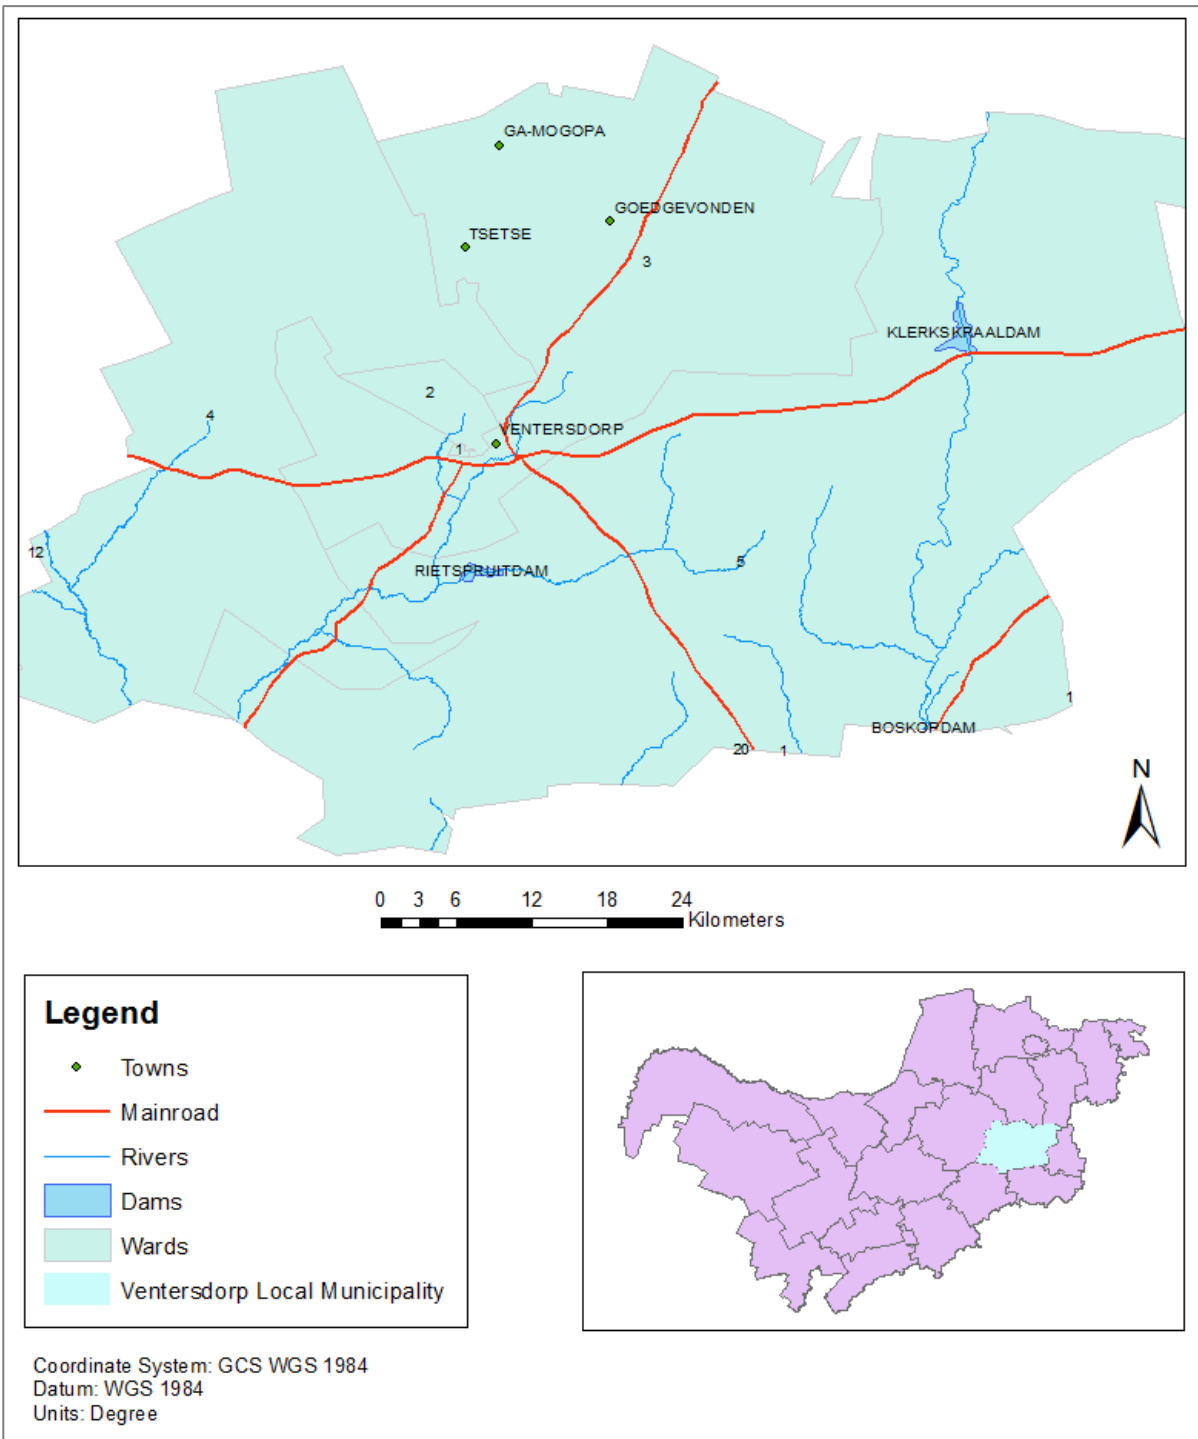 GA-MOGOPA
GOEDGEVONDEN
TSETSE
3
KLERKSKRAALDAM
2
4
VENTERSDORP
1
12
RIETSPRUITDAM
5
1
BOSKOPDAM
20
1
N
0 3 6 12 18 24
Kilometers
Legend
Towns
Mainroad
Rivers
Dams
Wards
Ventersdorp Local Municipality
Coordinate System: GCS WGS 1984
Datum: WGS 1984
Units: Degree